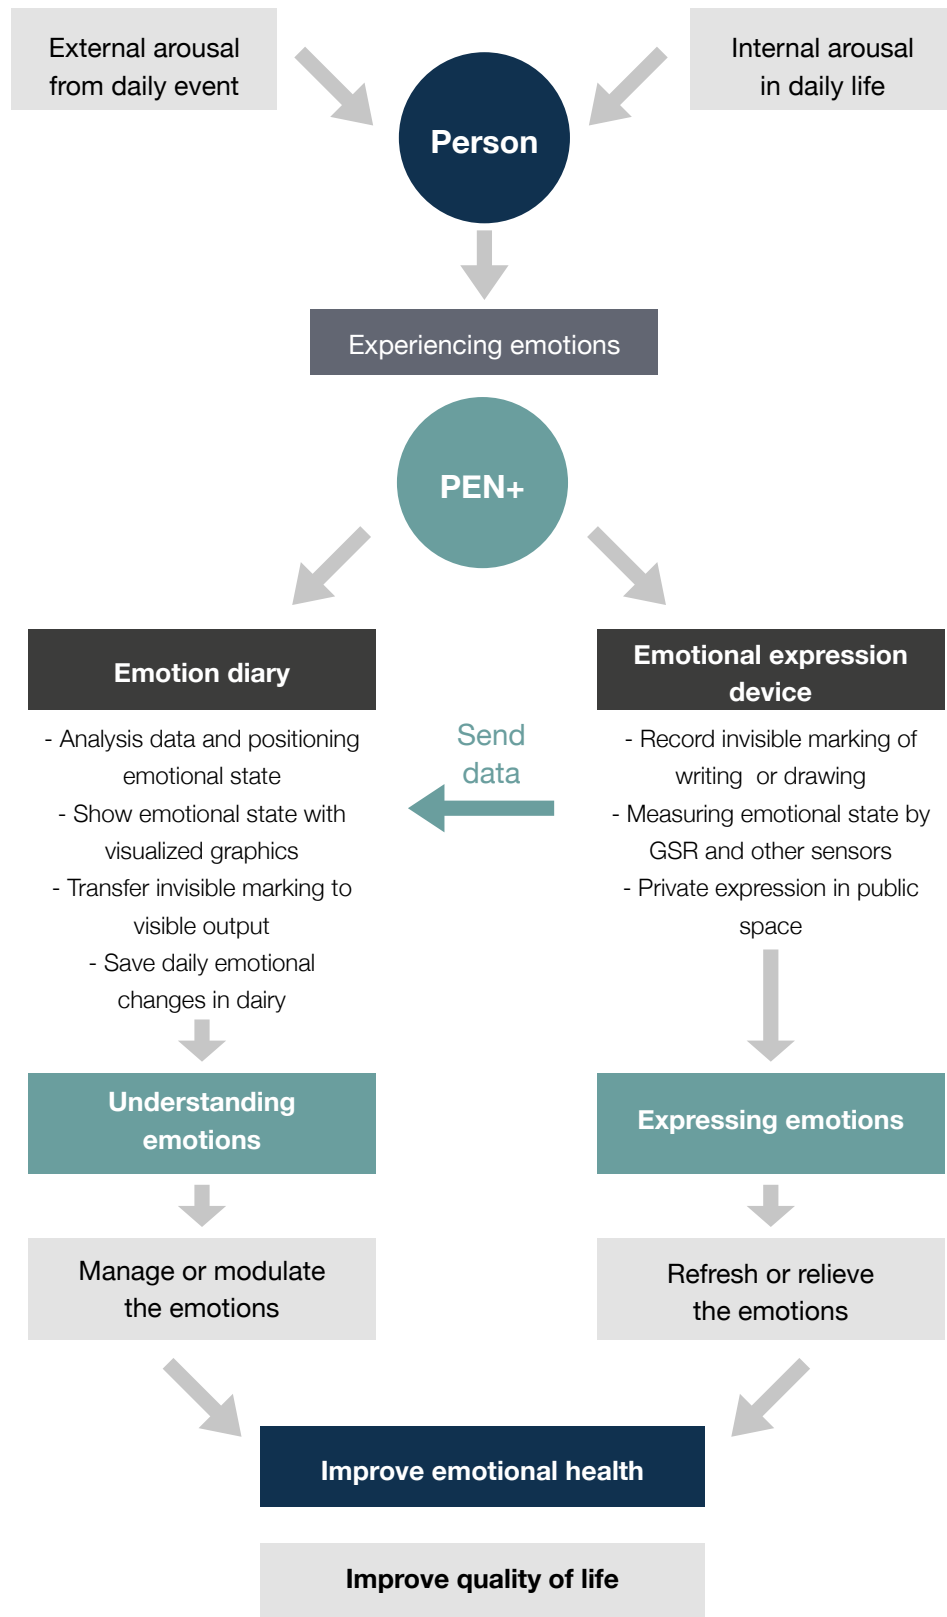 External arousal
from daily event
Internal arousal
in daily life
Person
Experiencing emotions
PEN+
Emotion diary
- Analysis data and positioning
emotional state
- Show emotional state with
visualized graphics
- Transfer invisible marking to
visible output
- Save daily emotional
changes in dairy
Send
data
Emotional expression
device
- Record invisible marking of
writing or drawing
- Measuring emotional state by
GSR and other sensors
- Private expression in public
space
Understanding
emotions
Expressing emotions
Manage or modulate
the emotions
Refresh or relieve
the emotions
Improve emotional health
Improve quality of life